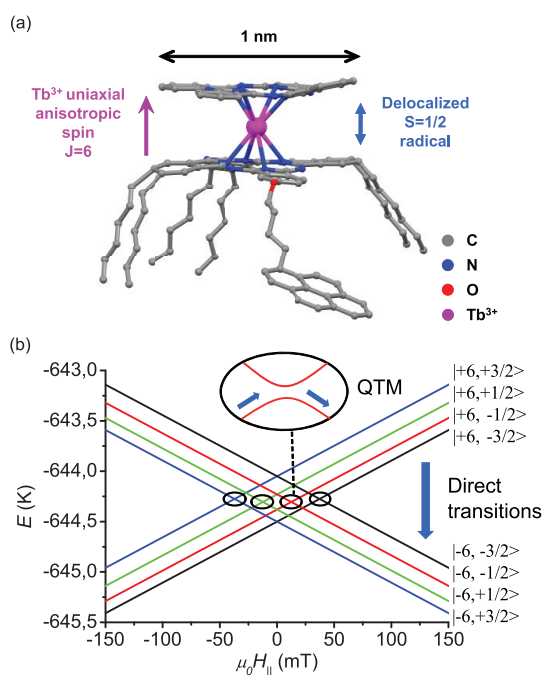 (a)
1 nm
Tb³⁺ uniaxial
anisotropic
spin
J=6
Delocalized
S=1/2
radical
C
N
O
Tb³⁺
(b)
QTM
|+6,+3/2>
|+6,+1/2>
|+6, -1/2>
|+6, -3/2>
Direct
transitions
|-6, -3/2>
|-6, -1/2>
|-6,+1/2>
|-6,+3/2>
E (K)
-643,0
-643,5
-644,0
-644,5
-645,0
-645,5
-150 -100 -50 0 50 100 150
μ₀H|| (mT)